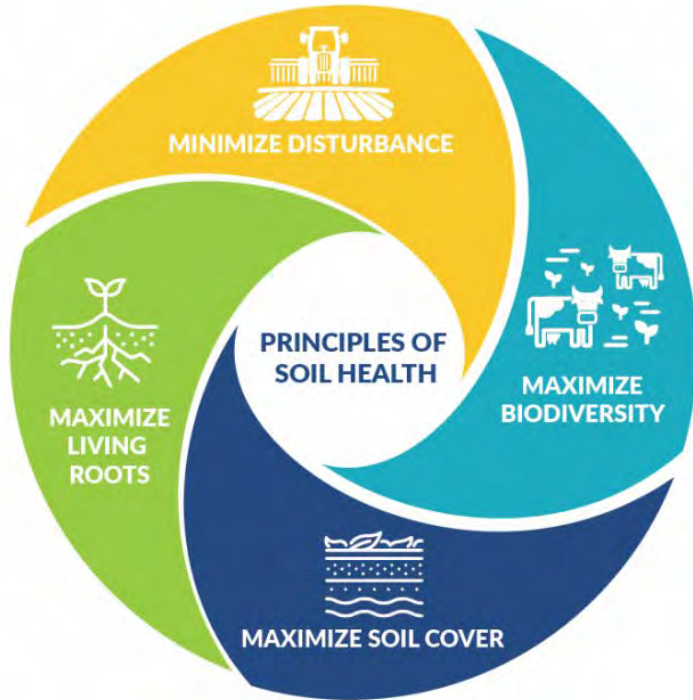 MINIMIZE DISTURBANCE
PRINCIPLES OF
SOIL HEALTH
MAXIMIZE
BIODIVERSITY
MAXIMIZE
LIVING
ROOTS
MAXIMIZE SOIL COVER